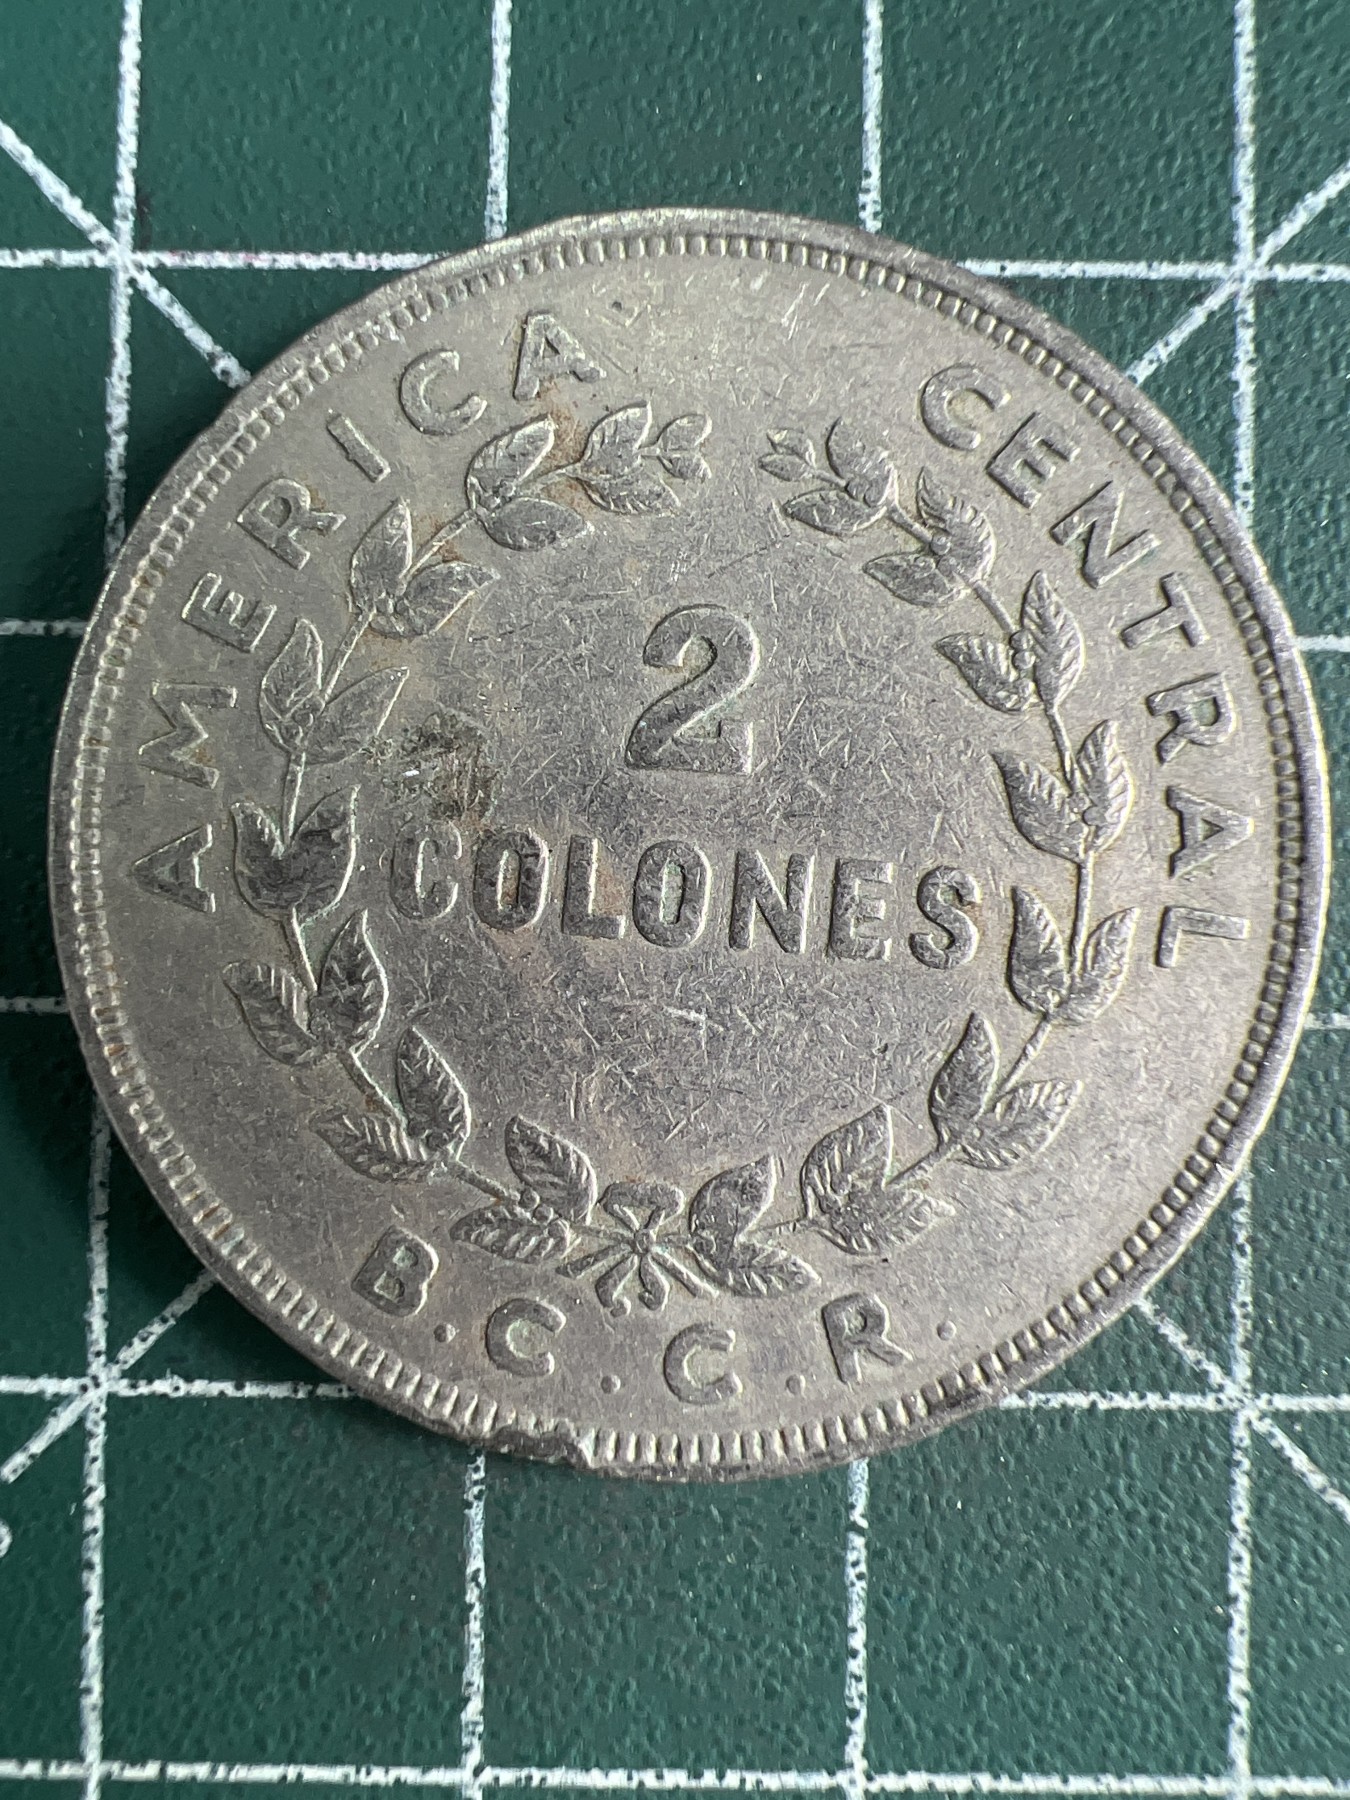 AMERICA CENTRAL
2
COLONES
B.C.C.R.